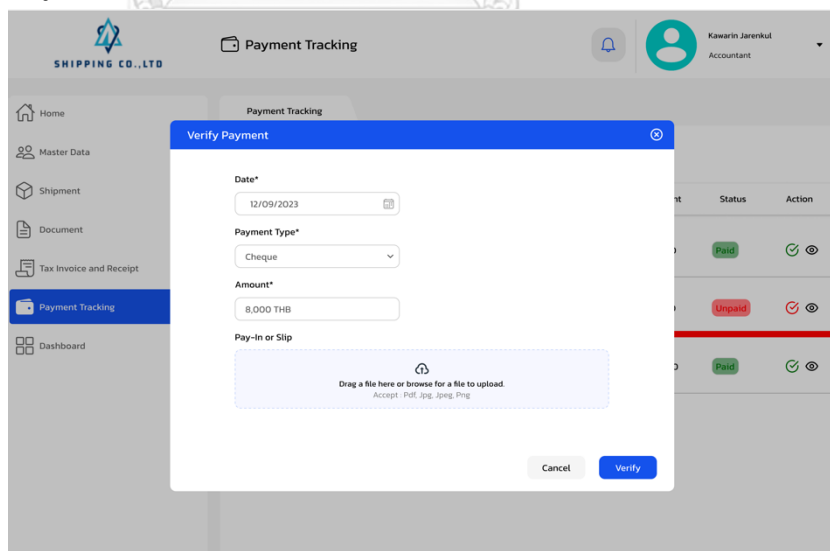 SHIPPING CO.,LTD
Payment Tracking
Kawarin Jarenkul
Accountant
Home
Master Data
Shipment
Document
Tax Invoice and Receipt
Payment Tracking
Dashboard
Payment Tracking
Verify Payment
Date*
12/09/2023
Payment Type*
Cheque
Amount*
8,000 THB
Pay-In or Slip
Drag a file here or browse for a file to upload.
Accept : Pdf, Jpg, Jpeg, Png
Cancel Verify
Status Action
Paid
Unpaid
Paid